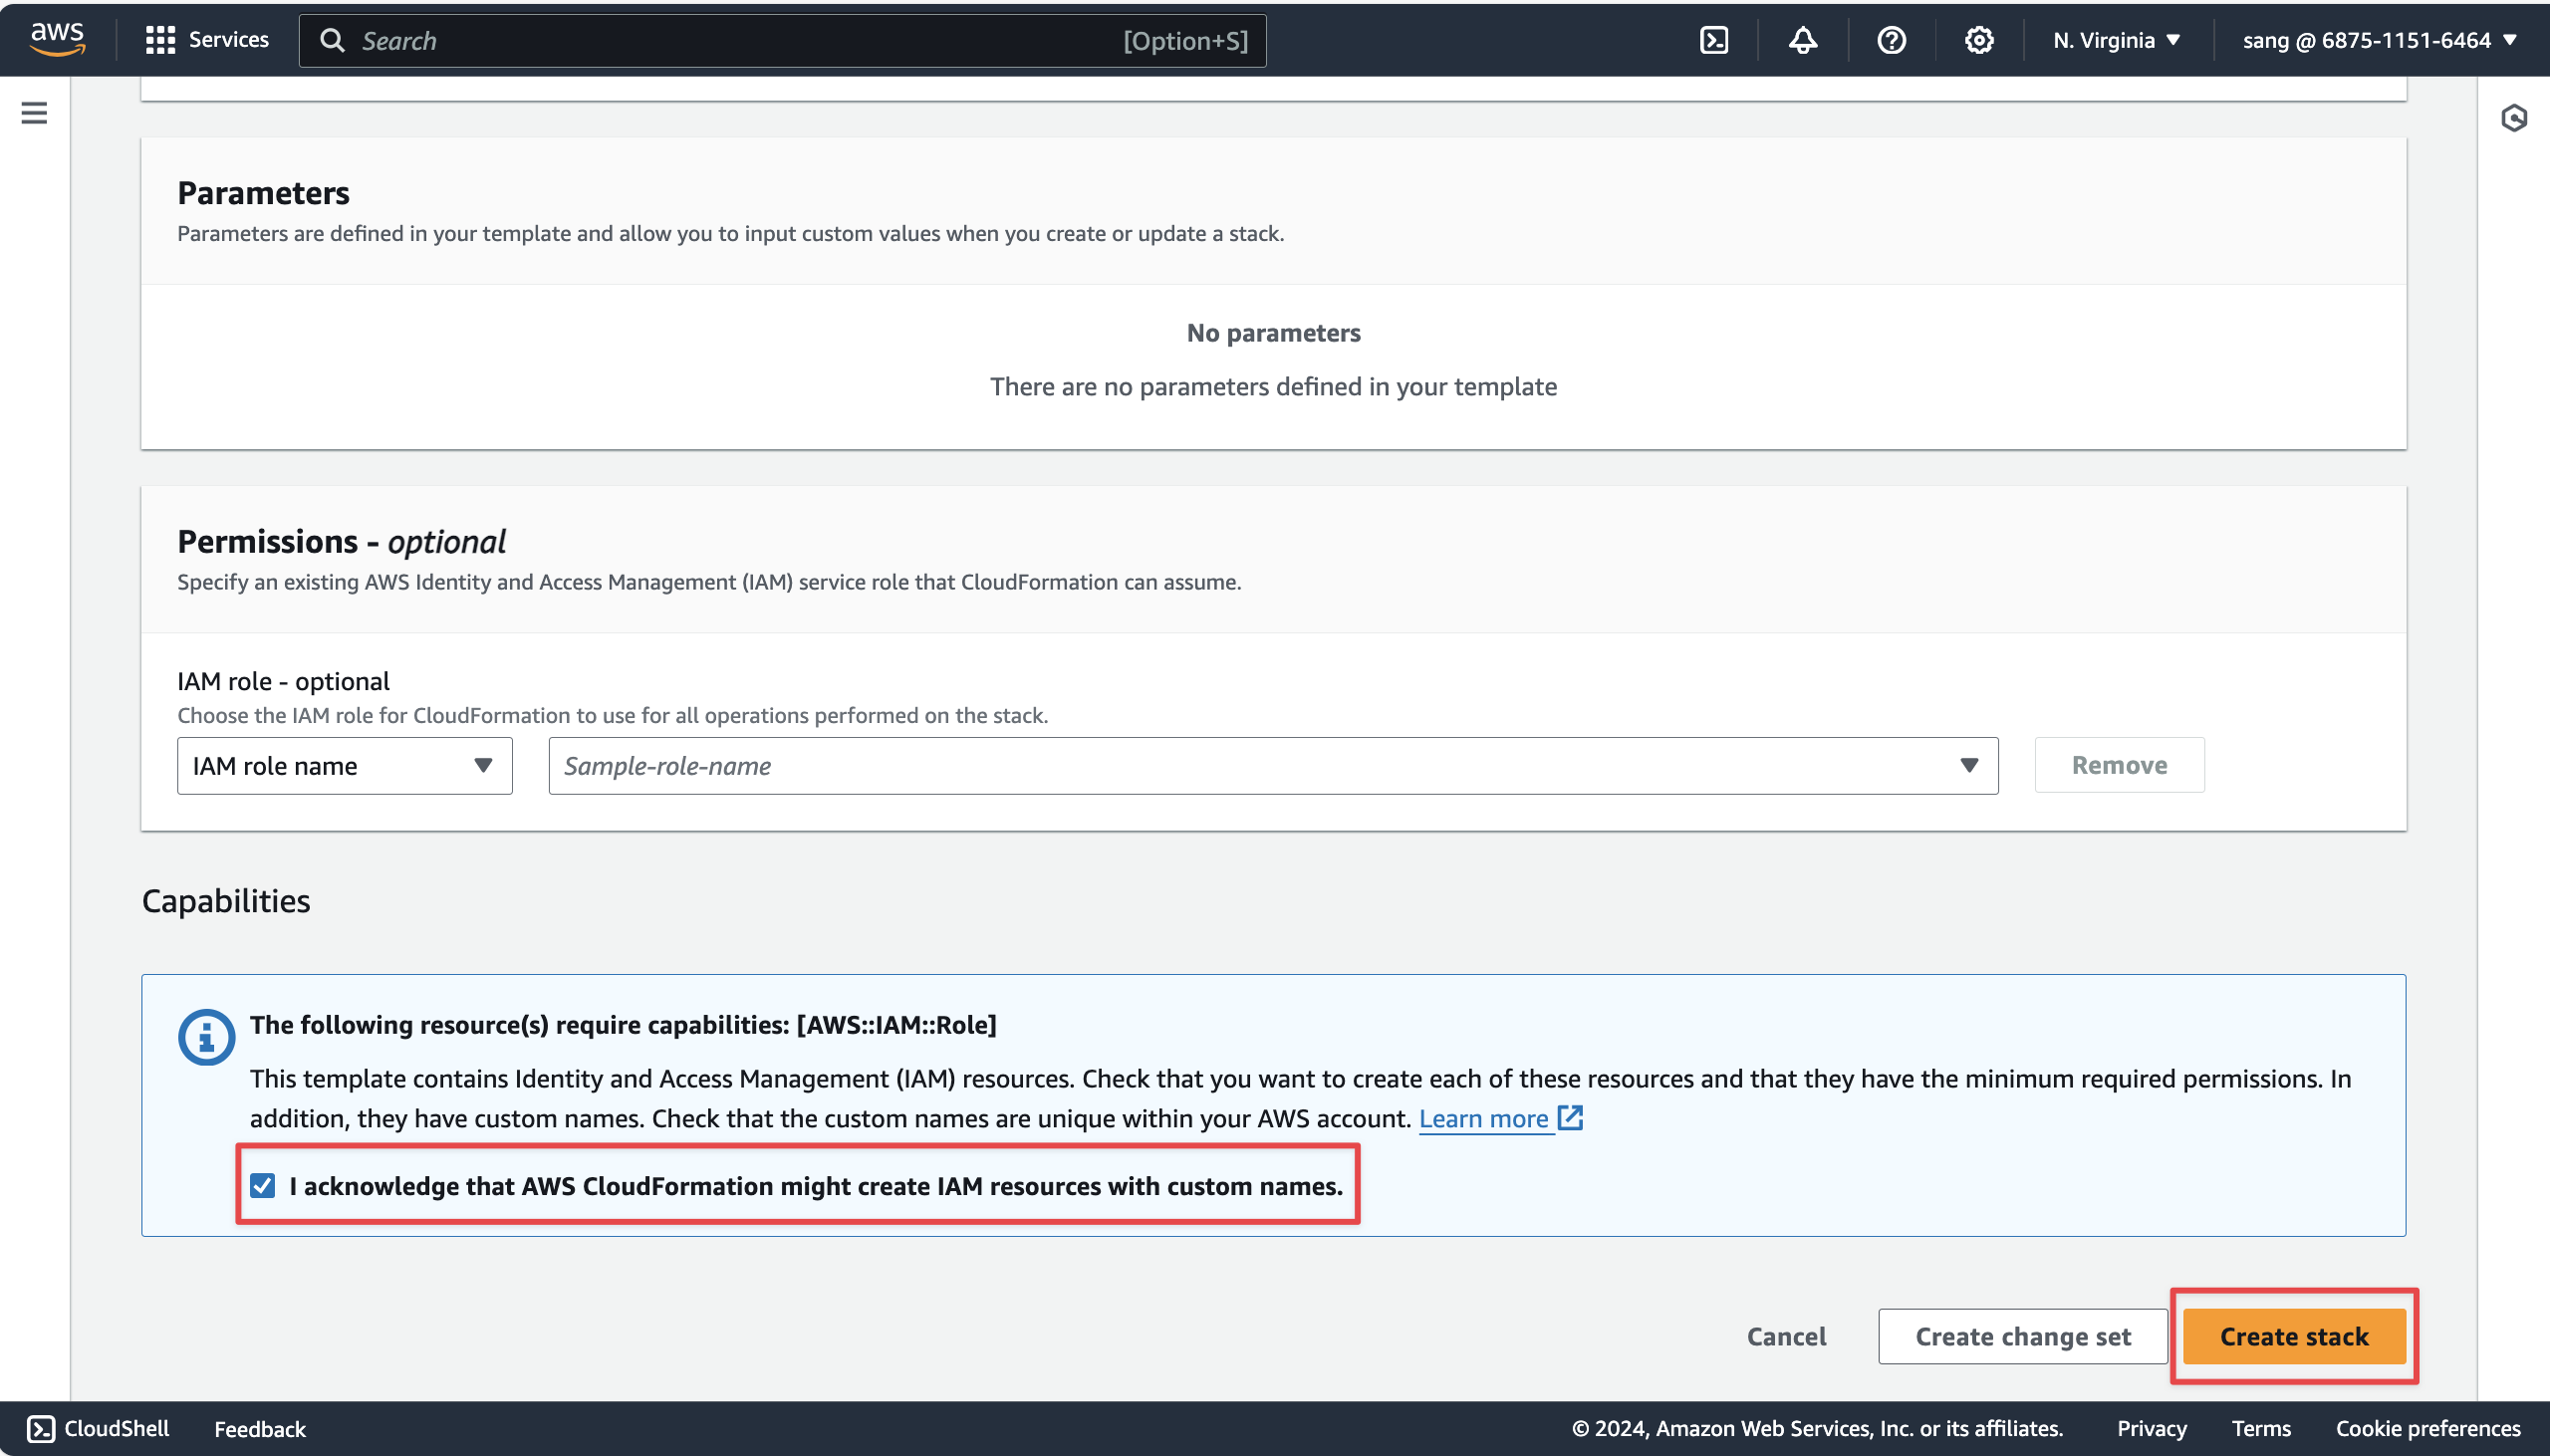 aws
Services
Search
[Option+S]
N. Virginia
sang @ 6875-1151-6464
Parameters
Parameters are defined in your template and allow you to input custom values when you create or update a stack.
No parameters
There are no parameters defined in your template
Permissions - optional
Specify an existing AWS Identity and Access Management (IAM) service role that CloudFormation can assume.
IAM role - optional
Choose the IAM role for CloudFormation to use for all operations performed on the stack.
IAM role name
Sample-role-name
Remove
Capabilities
The following resource(s) require capabilities: [AWS::IAM::Role]
This template contains Identity and Access Management (IAM) resources. Check that you want to create each of these resources and that they have the minimum required permissions. In
addition, they have custom names. Check that the custom names are unique within your AWS account. Learn more
I acknowledge that AWS CloudFormation might create IAM resources with custom names.
Cancel
Create change set
Create stack
CloudShell
Feedback
© 2024, Amazon Web Services, Inc. or its affiliates.
Privacy
Terms
Cookie preferences